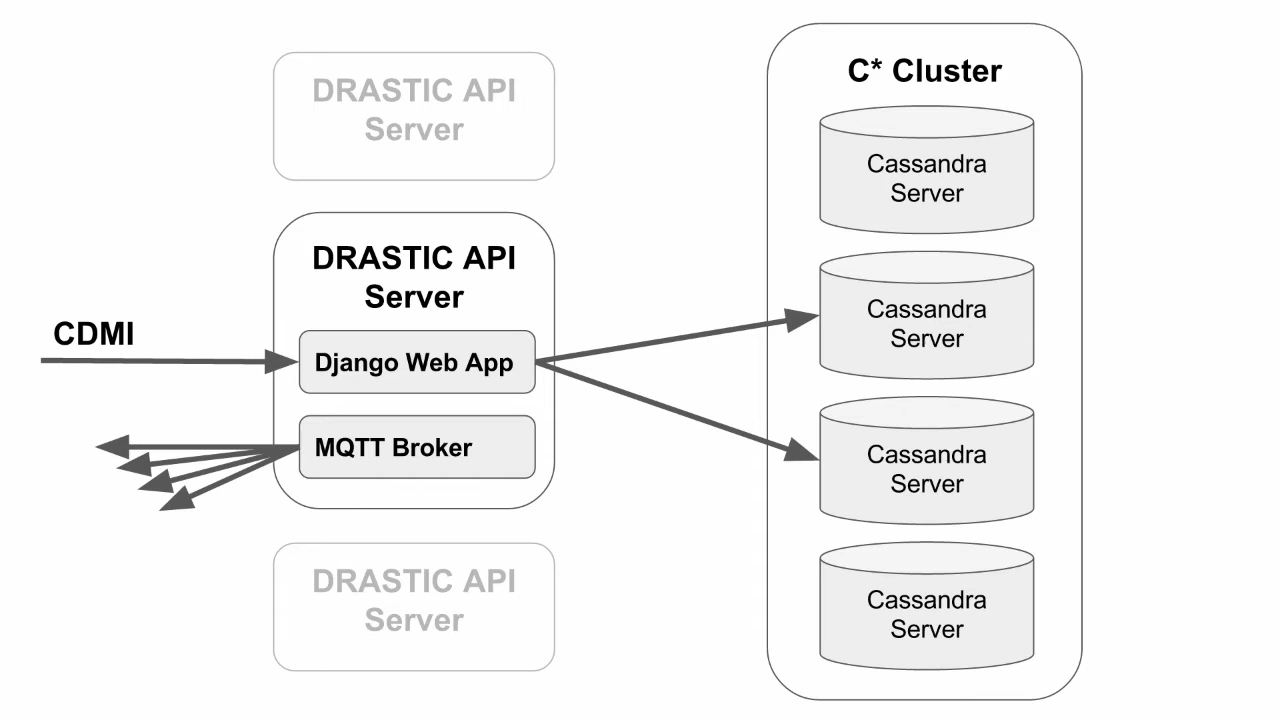 DRASTIC API
Server
DRASTIC API
Server
CDMI
Django Web App
MQTT Broker
DRASTIC API
Server
C* Cluster
Cassandra
Server
Cassandra
Server
Cassandra
Server
Cassandra
Server